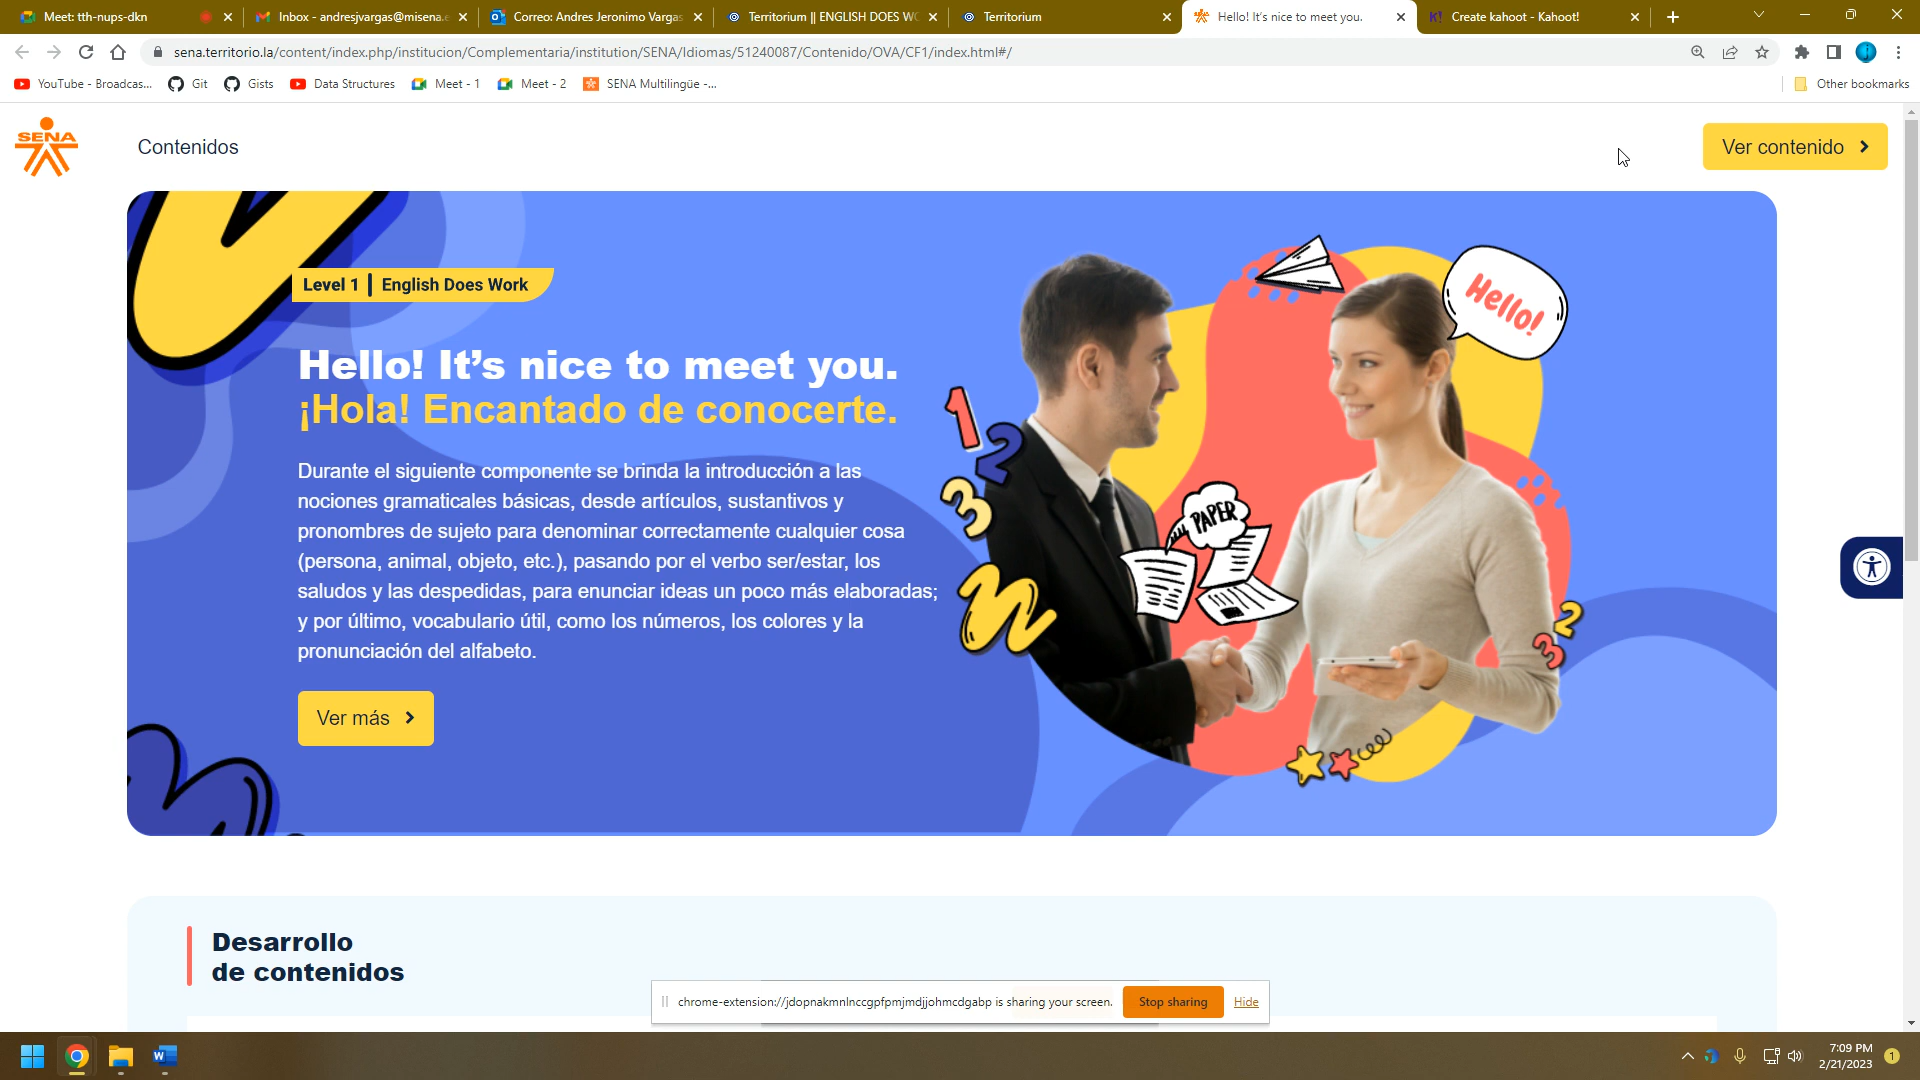 Meet: tth-nups-dkn
Inbox - andresjvargas@misena.e
Correo: Andres Jeronimo Vargas
Territorium || ENGLISH DOES WO
Territorium
Hello! It's nice to meet you.
Create kahoot - Kahoot!
sena.territorio.la/content/index.php/institucion/Complementaria/institution/SENA/Idiomas/51240087/Contenido/OVA/CF1/index.html#/
YouTube - Broadcas...
Git
Gists
Data Structures
Meet - 1
Meet - 2
SENA Multilingüe -...
Other bookmarks
SENA
Contenidos
Ver contenido
Level 1 | English Does Work
Hello!
Hello! It's nice to meet you.
¡Hola! Encantado de conocerte.
1
2
3
Durante el siguiente componente se brinda la introducción a las
nociones gramaticales básicas, desde artículos, sustantivos y
pronombres de sujeto para denominar correctamente cualquier cosa
(persona, animal, objeto, etc.), pasando por el verbo ser/estar, los
saludos y las despedidas, para enunciar ideas un poco más elaboradas;
y por último, vocabulario útil, como los números, los colores y la
pronunciación del alfabeto.
PAPER
2
3
Ver más
Desarrollo
de contenidos
chrome-extension://jdopnakmnlnccgpfpmjmdjjohmcdgabp is sharing your screen.
Stop sharing
Hide
7:09 PM
2/21/2023
1